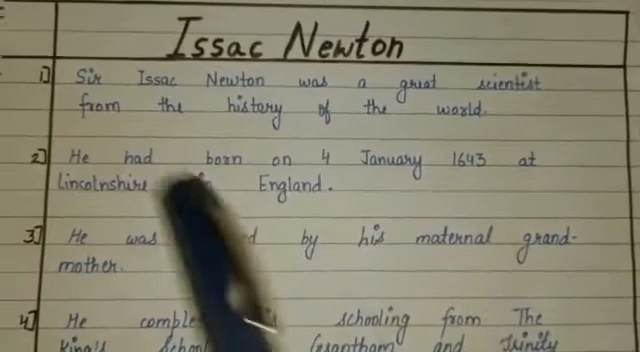 Issac Newton
1] Sir Issac Newton was a great scientist
from the history of the world.
2] He had born on 4 January 1643 at
Lincolnshire England.
3] He was by his maternal grand-
mother.
4] He schooling from The
King's and Trinity